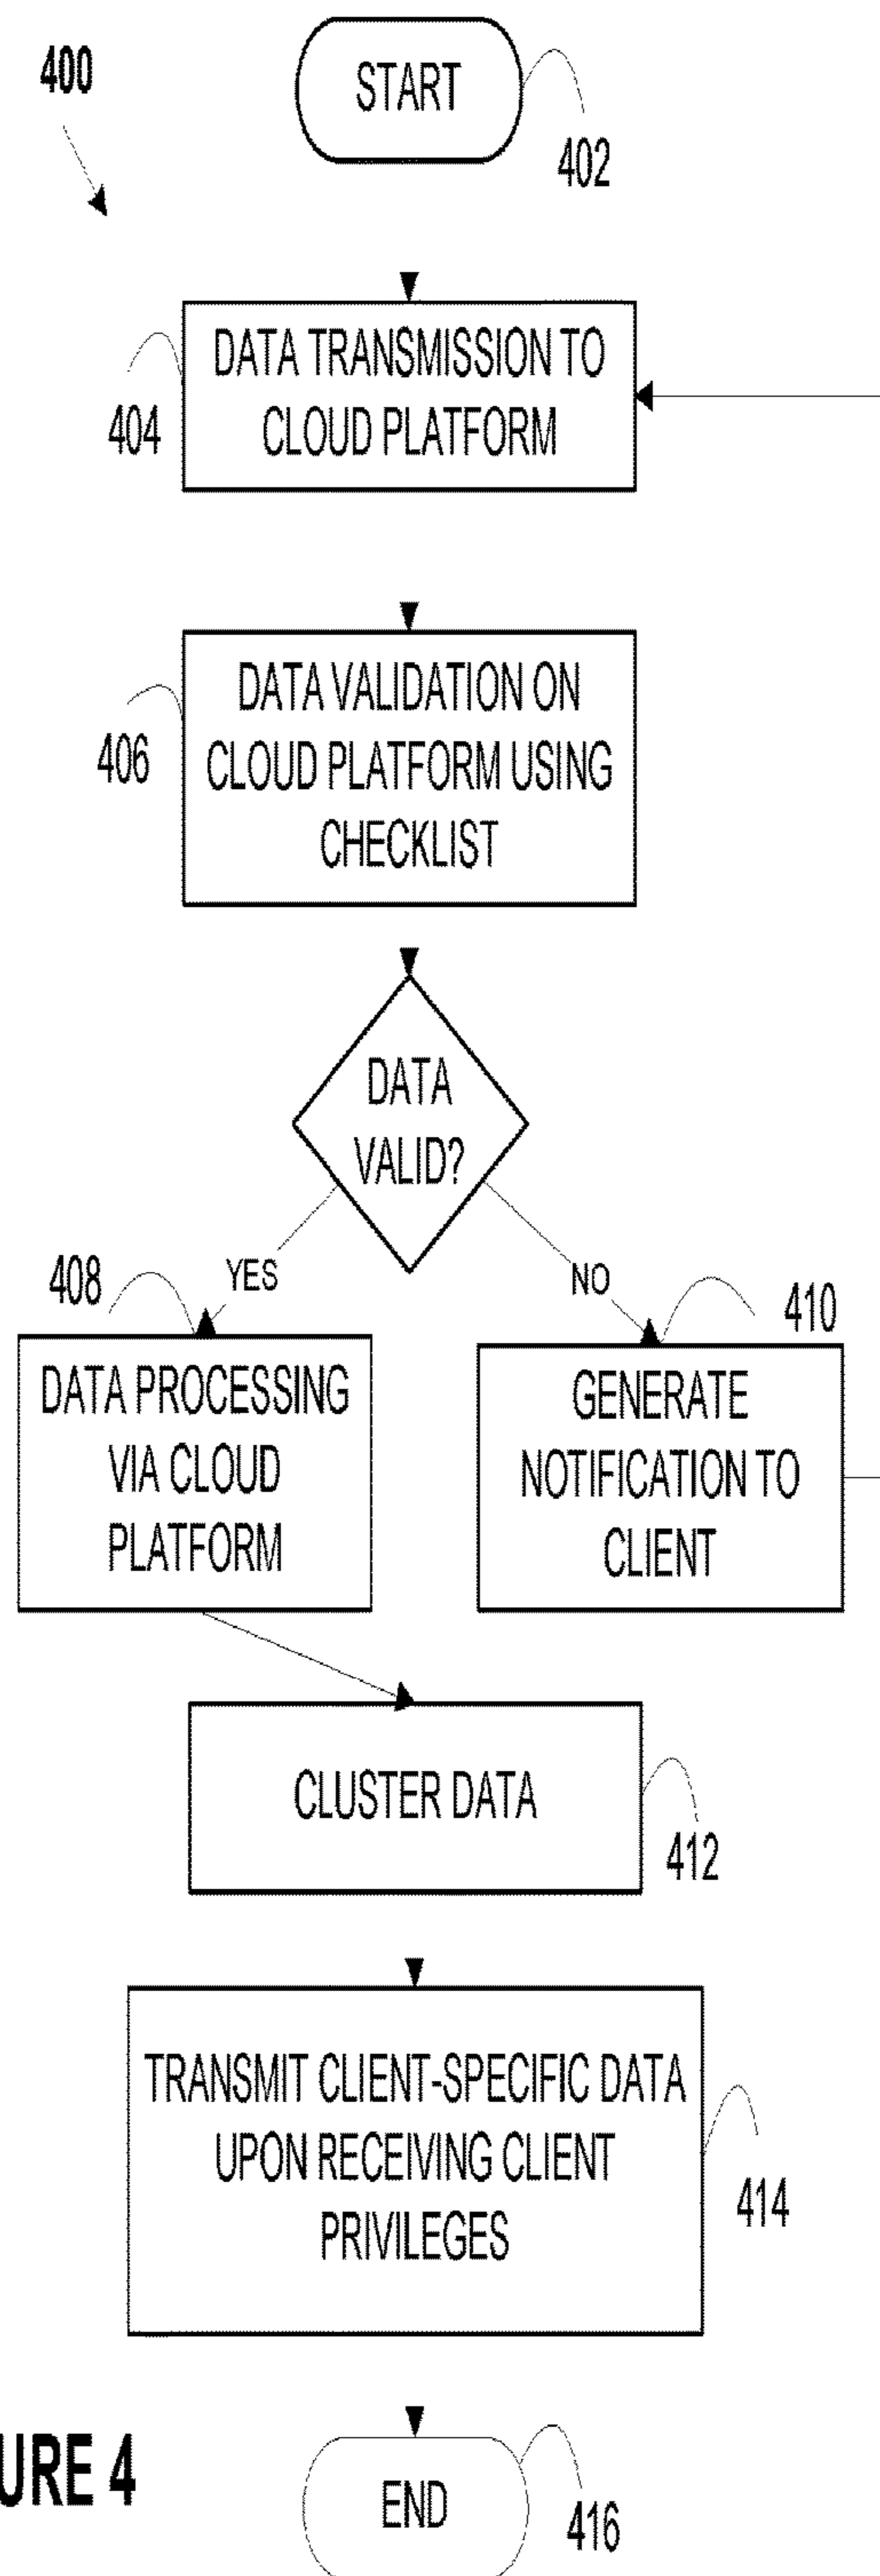 400
START
402
DATA TRANSMISSION TO
CLOUD PLATFORM
404
DATA VALIDATION ON
CLOUD PLATFORM USING
CHECKLIST
406
DATA
VALID?
YES
NO
408
410
DATA PROCESSING
VIA CLOUD
PLATFORM
GENERATE
NOTIFICATION TO
CLIENT
CLUSTER DATA
412
TRANSMIT CLIENT-SPECIFIC DATA
UPON RECEIVING CLIENT
PRIVILEGES
414
URE 4
END
416